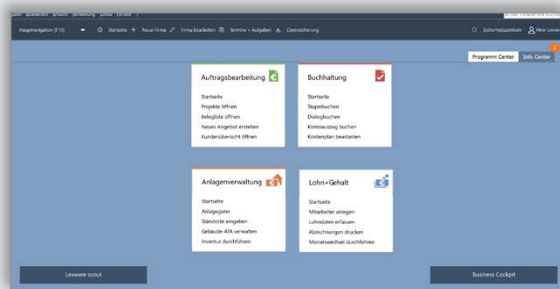 Hauptnavigation [F10] Startseite Neue Firma Firma bearbeiten Termine + Aufgaben Datensicherung Sicherheitszentrale Mein Lexware
Programm Center Info Center
Auftragsbearbeitung
Startseite
Projekte öffnen
Belegliste öffnen
Neues Angebot erstellen
Kundenübersicht öffnen
Buchhaltung
Startseite
Stapelbuchen
Dialogbuchen
Kontoauszug buchen
Kontenplan bearbeiten
Anlagenverwaltung
Startseite
Anlagegüter
Standorte eingeben
Gebäude-AfA verwalten
Inventur durchführen
Lohn+Gehalt
Startseite
Mitarbeiter anlegen
Lohndaten erfassen
Abrechnungen drucken
Monatswechsel durchführen
Lexware scout
Business Cockpit